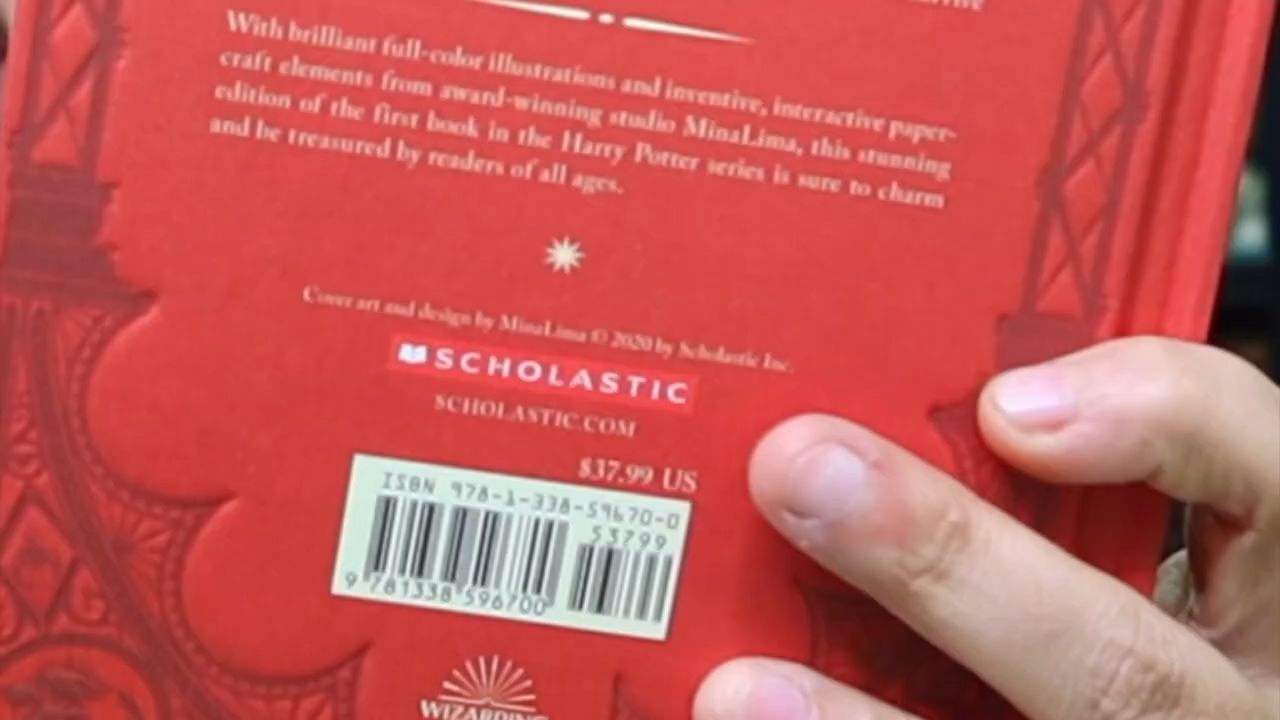 With brilliant full-color illustrations and inventive, interactive paper-
craft elements from award-winning studio MinaLima, this stunning
edition of the first book in the Harry Potter series is sure to charm
and be treasured by readers of all ages.
Cover art and design by MinaLima © 2020 by Scholastic Inc.
SCHOLASTIC
SCHOLASTIC.COM
$37.99 US
ISBN 978-1-338-59670-0
53799
9 781338 596700
WIZARDING